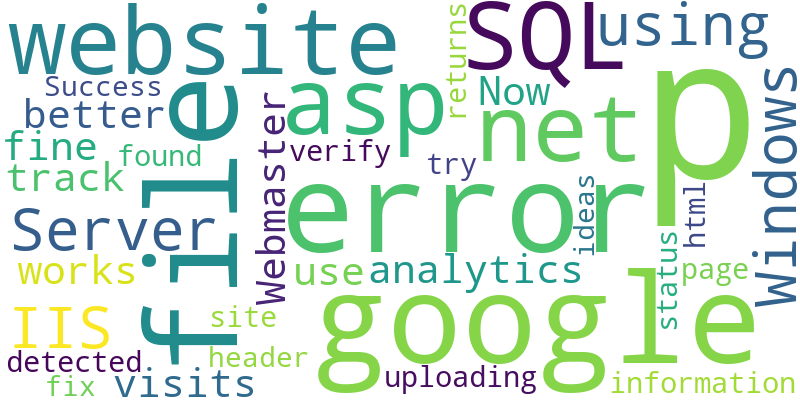 website
SQL
using
returns
Success
better
file
asp
Now
net
p
Windows
fine
found
track
Webmaster
verify
try
error
ideas
html
Server
works
use
analytics
status
page
IIS
site
google
detected
header
fix
visits
uploading
information